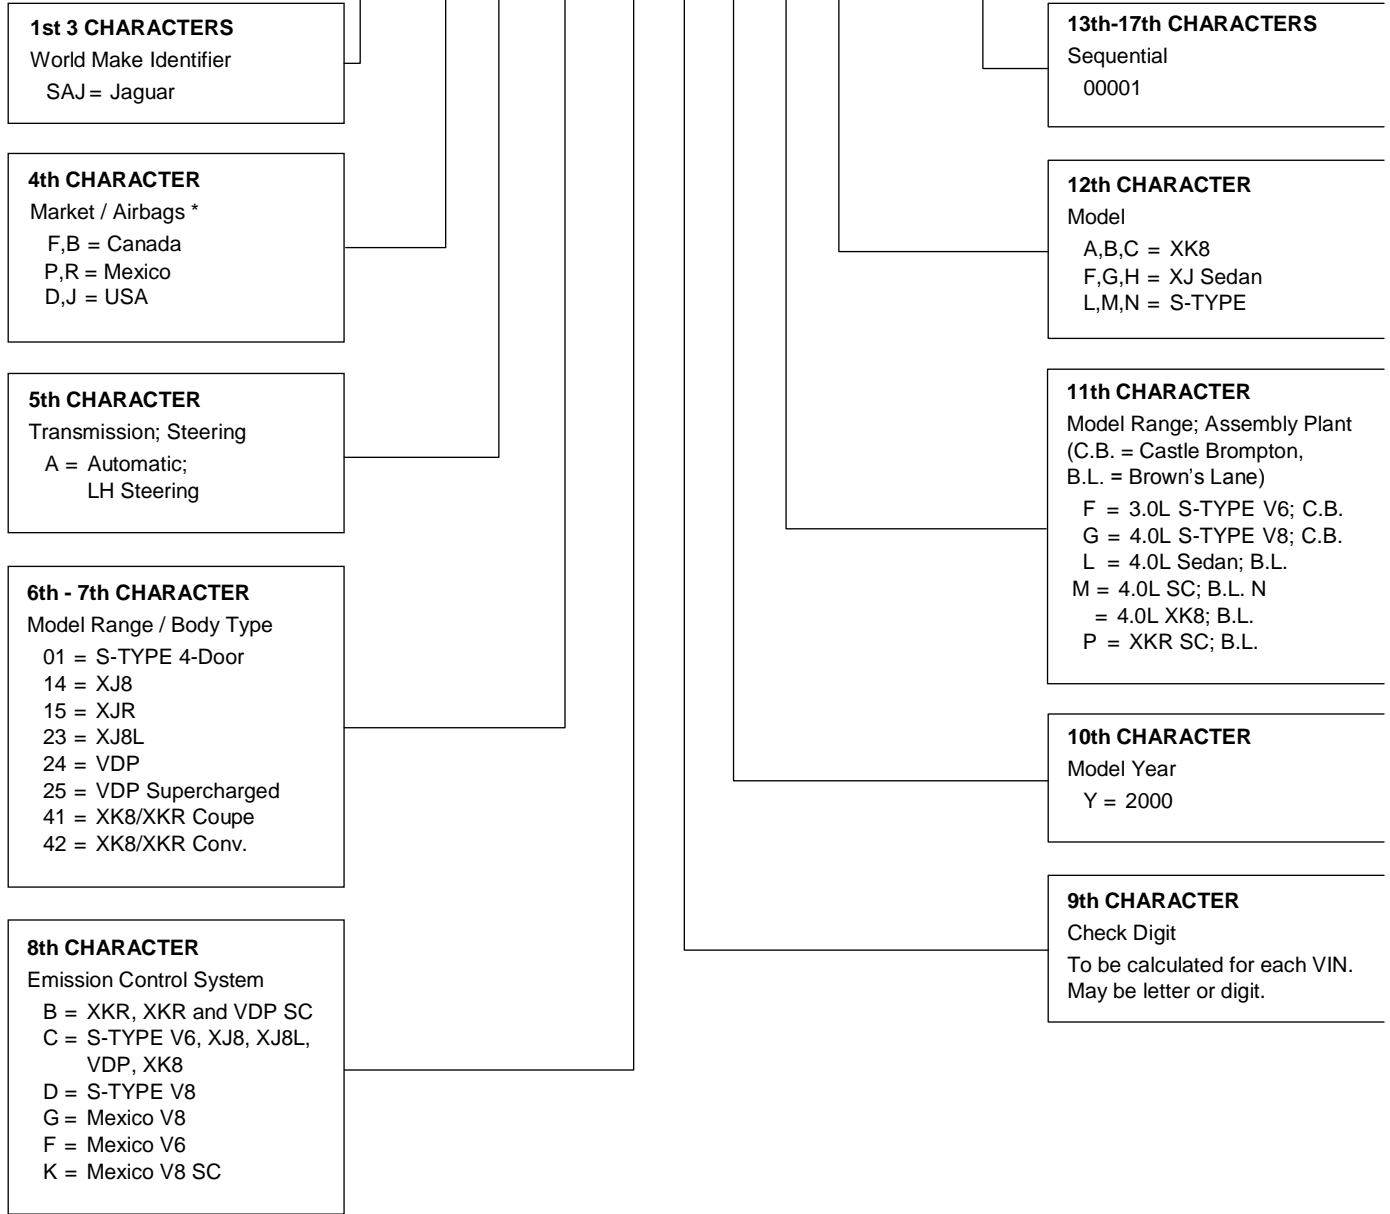 1st 3 CHARACTERS
World Make Identifier
SAJ = Jaguar
4th CHARACTER
Market / Airbags *
F,B = Canada
P,R = Mexico
D,J = USA
5th CHARACTER
Transmission; Steering
A = Automatic;
LH Steering
6th - 7th CHARACTER
Model Range / Body Type
01 = S-TYPE 4-Door
14 = XJ8
15 = XJR
23 = XJ8L
24 = VDP
25 = VDP Supercharged
41 = XK8/XKR Coupe
42 = XK8/XKR Conv.
8th CHARACTER
Emission Control System
B = XKR, XKR and VDP SC
C = S-TYPE V6, XJ8, XJ8L,
VDP, XK8
D = S-TYPE V8
G = Mexico V8
F = Mexico V6
K = Mexico V8 SC
13th-17th CHARACTERS
Sequential
00001
12th CHARACTER
Model
A,B,C = XK8
F,G,H = XJ Sedan
L,M,N = S-TYPE
11th CHARACTER
Model Range; Assembly Plant
(C.B. = Castle Brompton,
B.L. = Brown’s Lane)
F = 3.0L S-TYPE V6; C.B.
G = 4.0L S-TYPE V8; C.B.
L = 4.0L Sedan; B.L.
M = 4.0L SC; B.L. N
= 4.0L XK8; B.L.
P = XKR SC; B.L.
10th CHARACTER
Model Year
Y = 2000
9th CHARACTER
Check Digit
To be calculated for each VIN.
May be letter or digit.